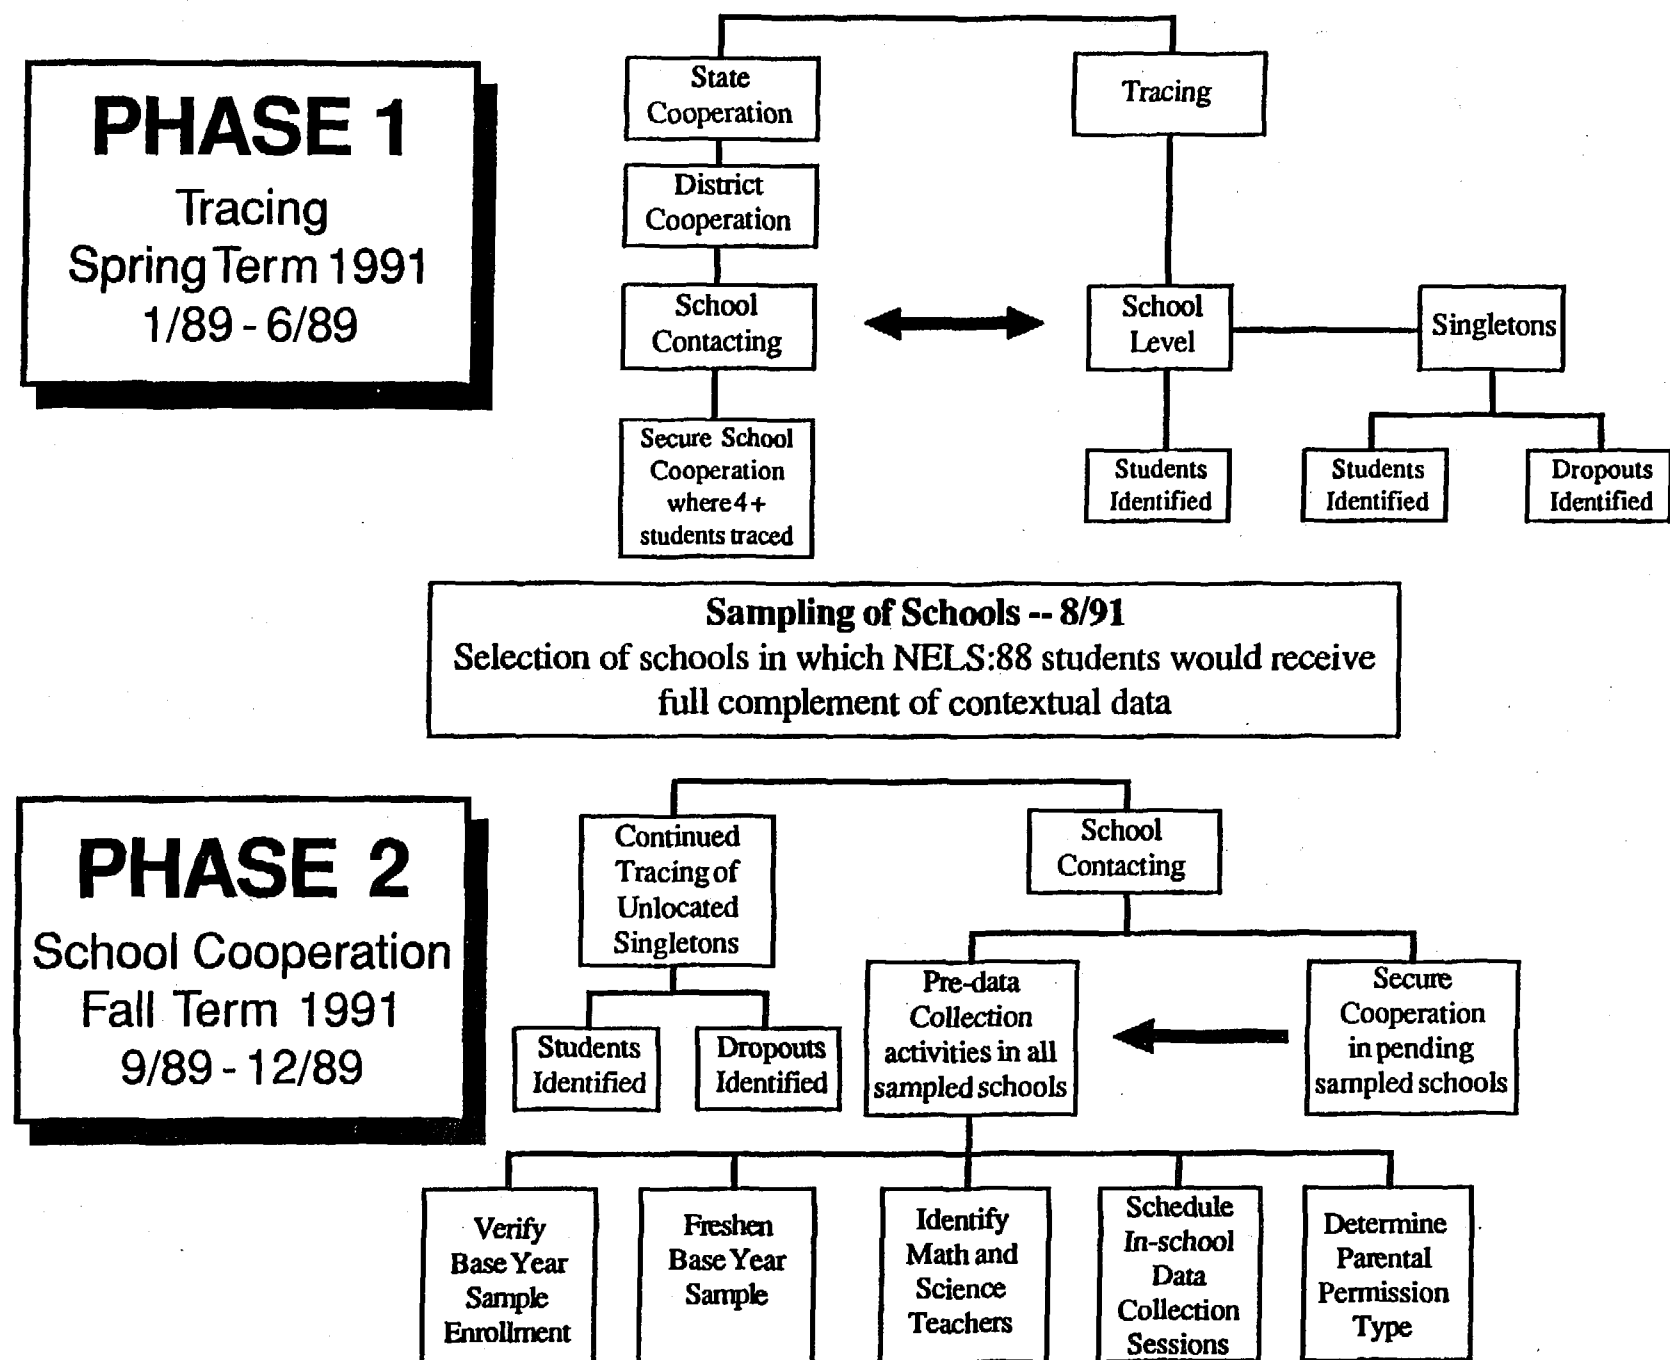 PHASE 1
Tracing
Spring Term 1991
1/89 - 6/89
State
Cooperation
District
Cooperation
School
Contacting
Secure School
Cooperation
where 4+
students traced
Tracing
School
Level
Singletons
Students
Identified
Students
Identified
Dropouts
Identified
Sampling of Schools -- 8/91
Selection of schools in which NELS:88 students would receive
full complement of contextual data
PHASE 2
School Cooperation
Fall Term 1991
9/89 - 12/89
Continued
Tracing of
Unlocated
Singletons
Students
Identified
Dropouts
Identified
School
Contacting
Pre-data
Collection
activities in all
sampled schools
Secure
Cooperation
in pending
sampled schools
Verify
Base Year
Sample
Enrollment
Freshen
Base Year
Sample
Identify
Math and
Science
Teachers
Schedule
In-school
Data
Collection
Sessions
Determine
Parental
Permission
Type